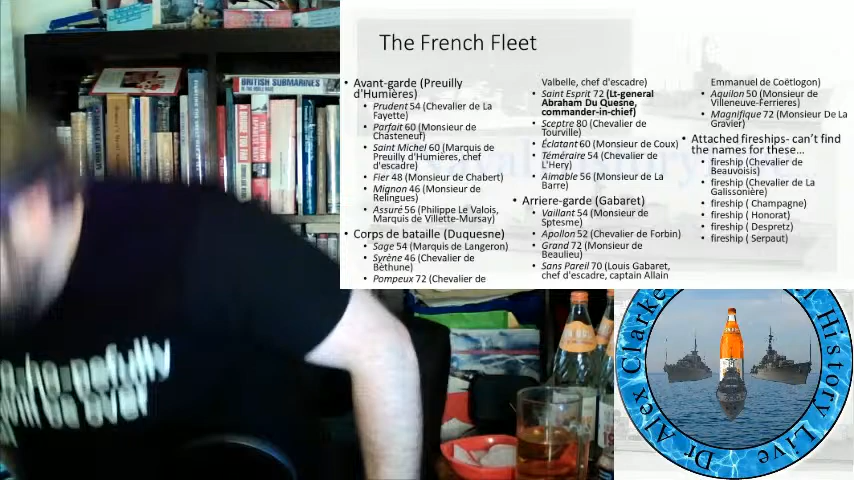 The French Fleet
• Avant-garde (Preuilly
d'Humières)
• Prudent 54 (Chevalier de La
Fayette)
• Parfait 60 (Monsieur de
Chasteneuf)
• Saint Michel 60 (Marquis de
Preuilly d'Humières, chef
d'escadre)
• Fier 48 (Monsieur de Chabert)
• Mignon 46 (Monsieur de
Relingues)
• Assuré 56 (Philippe Le Valois,
Marquis de Villette-Mursay)
• Corps de bataille (Duquesne)
• Sage 54 (Marquis de Langeron)
• Syrène 46 (Chevalier de
Béthune)
• Pompeux 72 (Chevalier de
Valbelle, chef d'escadre)
• Saint Esprit 72 (Lt-general
Abraham Du Quesne,
commander-in-chief)
• Sceptre 80 (Chevalier de
Tourville)
• Éclatant 60 (Monsieur de Coux)
• Téméraire 54 (Chevalier de
L'Hery)
• Aimable 56 (Monsieur de La
Barre)
• Arriere-garde (Gabaret)
• Vaillant 54 (Monsieur de
Sptesme)
• Apollon 52 (Chevalier de Forbin)
• Grand 72 (Monsieur de
Beaulieu)
• Sans Pareil 70 (Louis Gabaret,
chef d'escadre, captain Allain
Emmanuel de Coëtlogon)
• Aquilon 50 (Monsieur de
Villeneuve-Ferrieres)
• Magnifique 72 (Monsieur De La
Gravier)
• Attached fireships- can't find
the names for these...
• fireship (Chevalier de
Beauvoisis)
• fireship (Chevalier de La
Galissonière)
• fireship ( Champagne)
• fireship ( Honorat)
• fireship ( Despretz)
• fireship ( Serpaut)
BRITISH SUBMARINES
Dr Alex Clarke
History Live